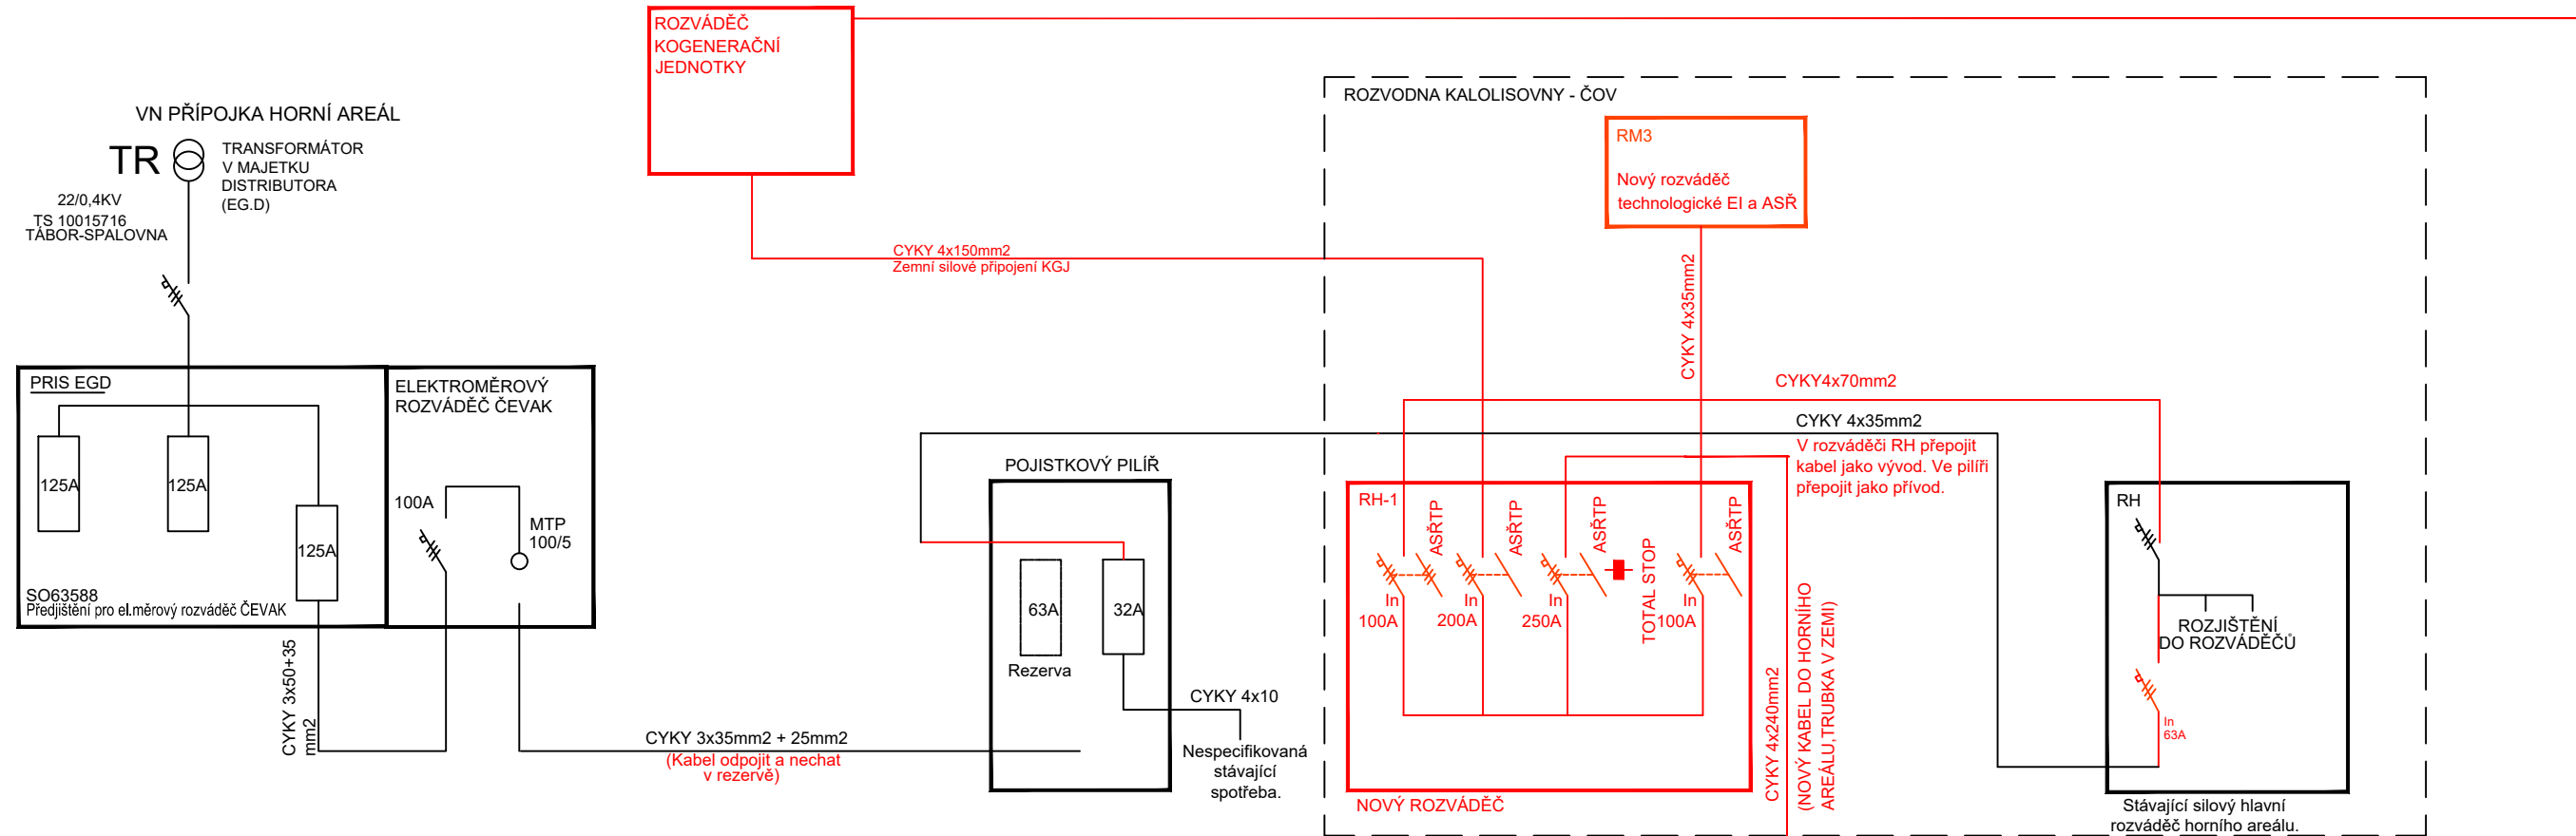 ROZVÁDĚČ
KOGENERAČNÍ
JEDNOTKY
ROZVODNA KALOLISOVNY - ČOV
VN PŘÍPOJKA HORNÍ AREÁL
TR
TRANSFORMÁTOR
V MAJETKU
DISTRIBUTORA
(EG.D)
22/0,4KV
TS 10015716
TÁBOR-SPALOVNA
RM3
Nový rozváděč
technologické EI a ASŘ
CYKY 4x150mm2
Zemní silové připojení KGJ
CYKY 4x35mm2
PRIS EGD
125A
125A
125A
SO63588
Předjištění pro el.měrový rozváděč ČEVAK
ELEKTROMĚROVÝ
ROZVÁDĚČ ČEVAK
100A
MTP
100/5
CYKY 3x50+35
mm2
CYKY 3x35mm2 + 25mm2
(Kabel odpojit a nechat
v rezervě)
POJISTKOVÝ PILÍŘ
63A
32A
Rezerva
CYKY 4x10
Nespecifikovaná
stávající
spotřeba.
CYKY4x70mm2
CYKY 4x35mm2
V rozváděči RH přepojit
kabel jako vývod. Ve pilíři
přepojit jako přívod.
RH-1
ASŘTP
ASŘTP
ASŘTP
ASŘTP
TOTAL STOP
In
100A
In
200A
In
250A
In
100A
NOVÝ ROZVÁDĚČ
CYKY 4x240mm2
(NOVÝ KABEL DO HORNÍHO
AREÁLU,TRUBKA V ZEMI)
RH
ROZJIŠTĚNÍ
DO ROZVÁDĚČŮ
In
63A
Stávající silový hlavní
rozváděč horního areálu.